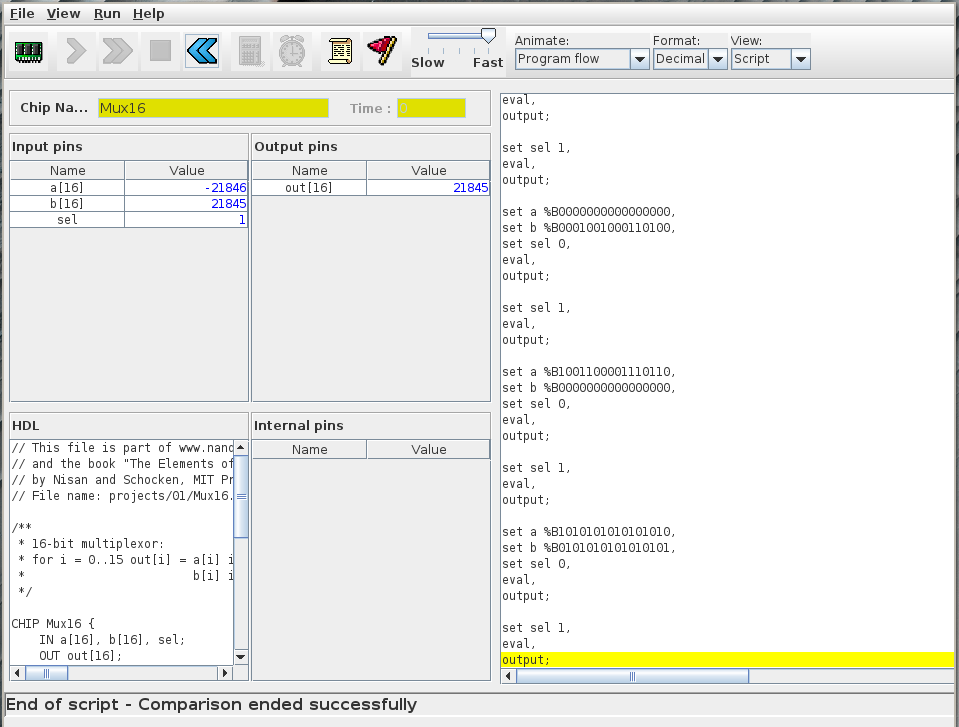 File View Run Help
Slow Fast
Animate:
Program flow
Format:
Decimal
View:
Script
Chip Na... Mux16 Time : 0
Input pins
Name Value
a[16] -21846
b[16] 21845
sel 1
Output pins
Name Value
out[16] 21845
HDL
// This file is part of www.nand
// and the book "The Elements of
// by Nisan and Schocken, MIT Pr
// File name: projects/01/Mux16.
/**
* 16-bit multiplexor:
* for i = 0..15 out[i] = a[i] i
* b[i] i
*/
CHIP Mux16 {
IN a[16], b[16], sel;
OUT out[16];
Internal pins
Name Value
eval,
output;
set sel 1,
eval,
output;
set a %B0000000000000000,
set b %B0001001000110100,
set sel 0,
eval,
output;
set sel 1,
eval,
output;
set a %B1001100001110110,
set b %B0000000000000000,
set sel 0,
eval,
output;
set sel 1,
eval,
output;
set a %B1010101010101010,
set b %B0101010101010101,
set sel 0,
eval,
output;
set sel 1,
eval,
output;
End of script - Comparison ended successfully